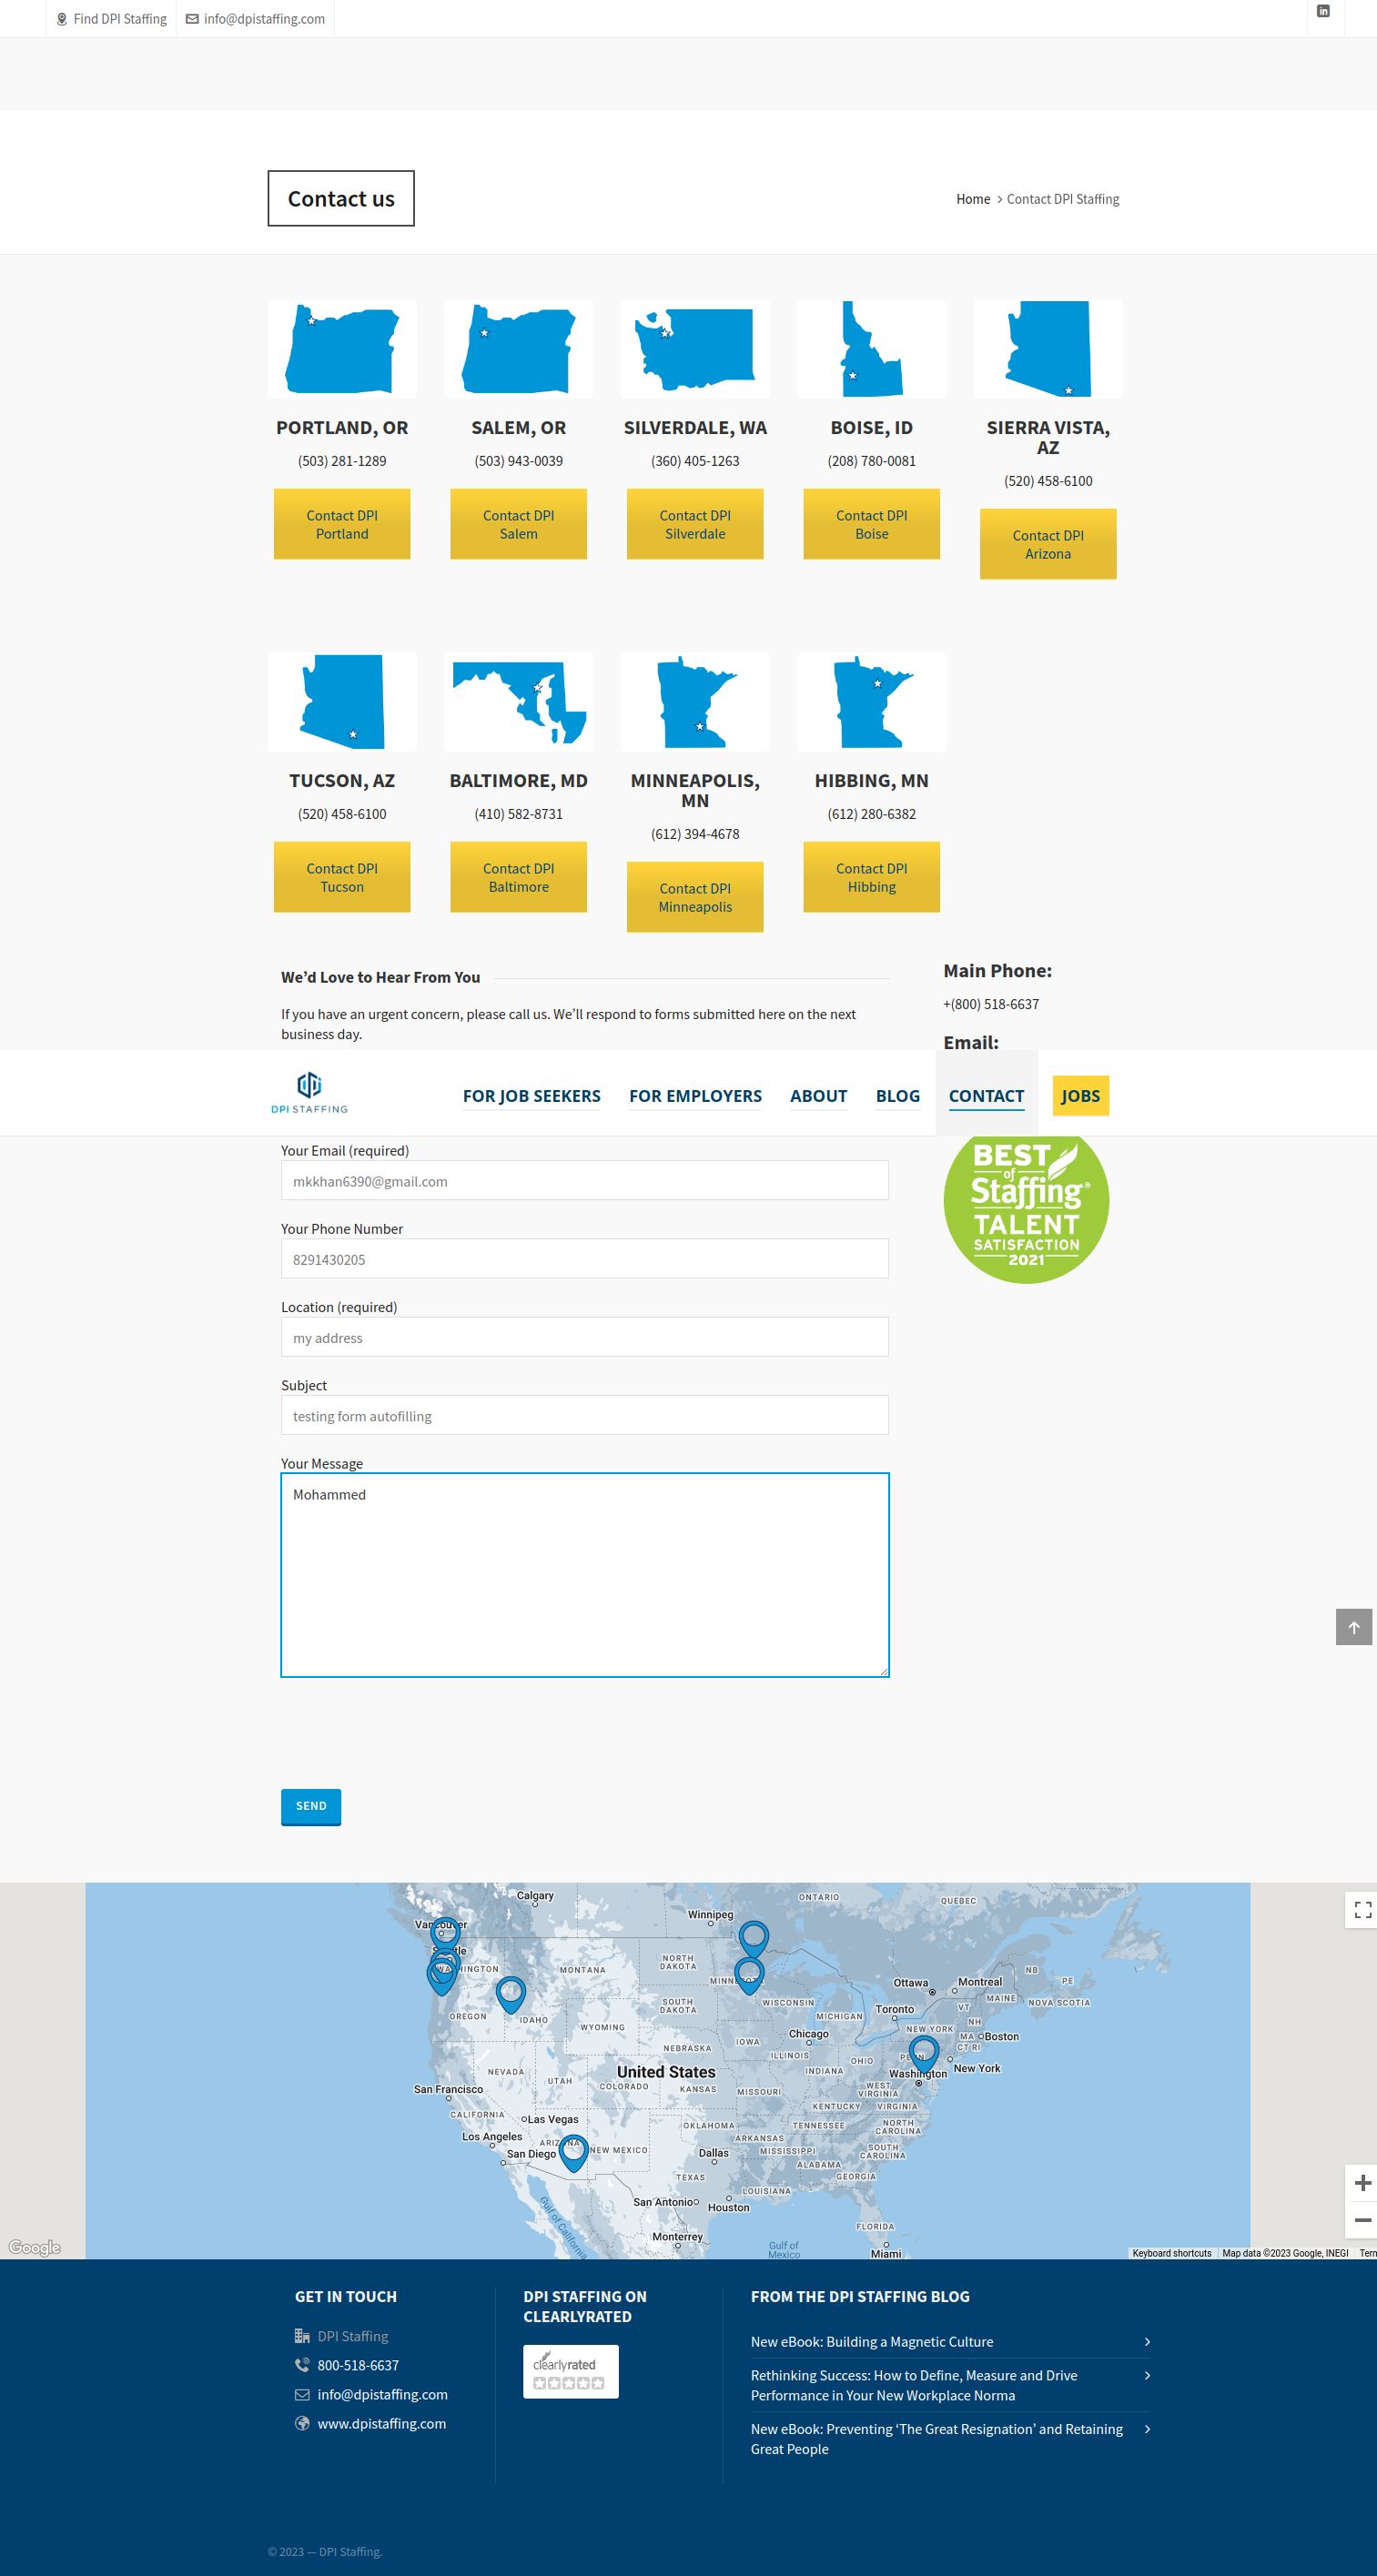 Find DPI Staffing
info@dpistaffing.com
Contact us
Home > Contact DPI Staffing
PORTLAND, OR
(503) 281-1289
Contact DPI
Portland
SALEM, OR
(503) 943-0039
Contact DPI
Salem
SILVERDALE, WA
(360) 405-1263
Contact DPI
Silverdale
BOISE, ID
(208) 780-0081
Contact DPI
Boise
SIERRA VISTA,
AZ
(520) 458-6100
Contact DPI
Arizona
TUCSON, AZ
(520) 458-6100
Contact DPI
Tucson
BALTIMORE, MD
(410) 582-8731
Contact DPI
Baltimore
MINNEAPOLIS,
MN
(612) 394-4678
Contact DPI
Minneapolis
HIBBING, MN
(612) 280-6382
Contact DPI
Hibbing
We’d Love to Hear From You
If you have an urgent concern, please call us. We’ll respond to forms submitted here on the next
business day.
Main Phone:
+(800) 518-6637
Email:
DPI STAFFING
FOR JOB SEEKERS
FOR EMPLOYERS
ABOUT
BLOG
CONTACT
JOBS
Your Email (required)
mkkhan6390@gmail.com
Your Phone Number
8291430205
Location (required)
my address
Subject
testing form autofilling
Your Message
Mohammed
BEST
of
Staffing®
TALENT
SATISFACTION
2021
SEND
Calgary
ONTARIO
QUEBEC
Winnipeg
Vancouver
NORTH
DAKOTA
MONTANA
Ottawa
Montreal
NB
PE
MAINE
NOVA SCOTIA
SOUTH
DAKOTA
WISCONSIN
MICHIGAN
Toronto
VT
NH
OREGON
IDAHO
WYOMING
NEW YORK
MA
Boston
IOWA
Chicago
CT RI
NEBRASKA
ILLINOIS
INDIANA
OHIO
New York
NEVADA
UTAH
United States
COLORADO
KANSAS
MISSOURI
Washington
San Francisco
WEST
VIRGINIA
KENTUCKY
VIRGINIA
CALIFORNIA
Las Vegas
OKLAHOMA
TENNESSEE
NORTH
CAROLINA
Los Angeles
ARIZONA
NEW MEXICO
ARKANSAS
MISSISSIPPI
San Diego
Dallas
SOUTH
CAROLINA
ALABAMA
GEORGIA
TEXAS
LOUISIANA
San Antonio
Houston
Gulf of California
FLORIDA
Monterrey
Gulf of
Mexico
Miami
Google
Keyboard shortcuts
Map data ©2023 Google, INEGI
GET IN TOUCH
DPI Staffing
800-518-6637
info@dpistaffing.com
www.dpistaffing.com
DPI STAFFING ON
CLEARLYRATED
clearlyrated
FROM THE DPI STAFFING BLOG
New eBook: Building a Magnetic Culture
Rethinking Success: How to Define, Measure and Drive
Performance in Your New Workplace Norma
New eBook: Preventing ‘The Great Resignation’ and Retaining
Great People
© 2023 — DPI Staffing.